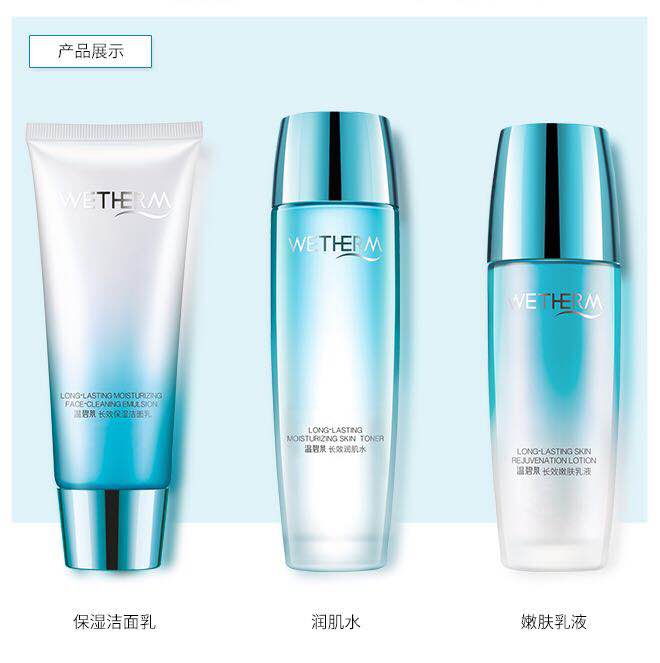 产品展示
WETHERM
LONG-LASTING MOISTURIZING
FACE-CLEANING EMULSION
温碧泉 长效保湿洁面乳
WETHERM
LONG-LASTING
MOISTURIZING SKIN TONER
温碧泉 长效润肌水
WETHERM
LONG-LASTING SKIN
REJUVENATION LOTION
温碧泉 长效嫩肤乳液
保湿洁面乳
润肌水
嫩肤乳液